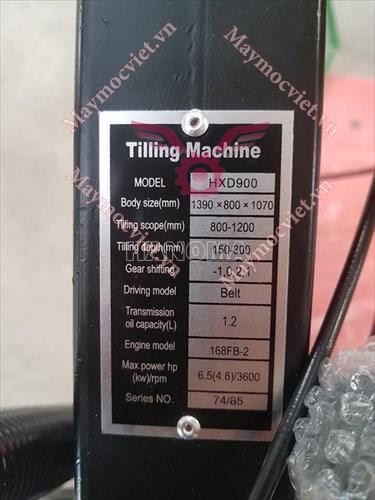 Maymocviet.vn
Maymocviet.vn
Tilling Machine
MODEL HXD900
Body size(mm) 1390×800×1070
Tilling scope(mm) 800-1200
Tilling depth(mm) 150-300
Gear shifting -1,0,2,1
Driving model Belt
Transmission
oil capacity(L) 1.2
Engine model 168FB-2
Max.power hp
(kw)/rpm 6.5(4.8)/3600
Series NO. 74/85
Maymocviet.vn
Maymocviet.vn